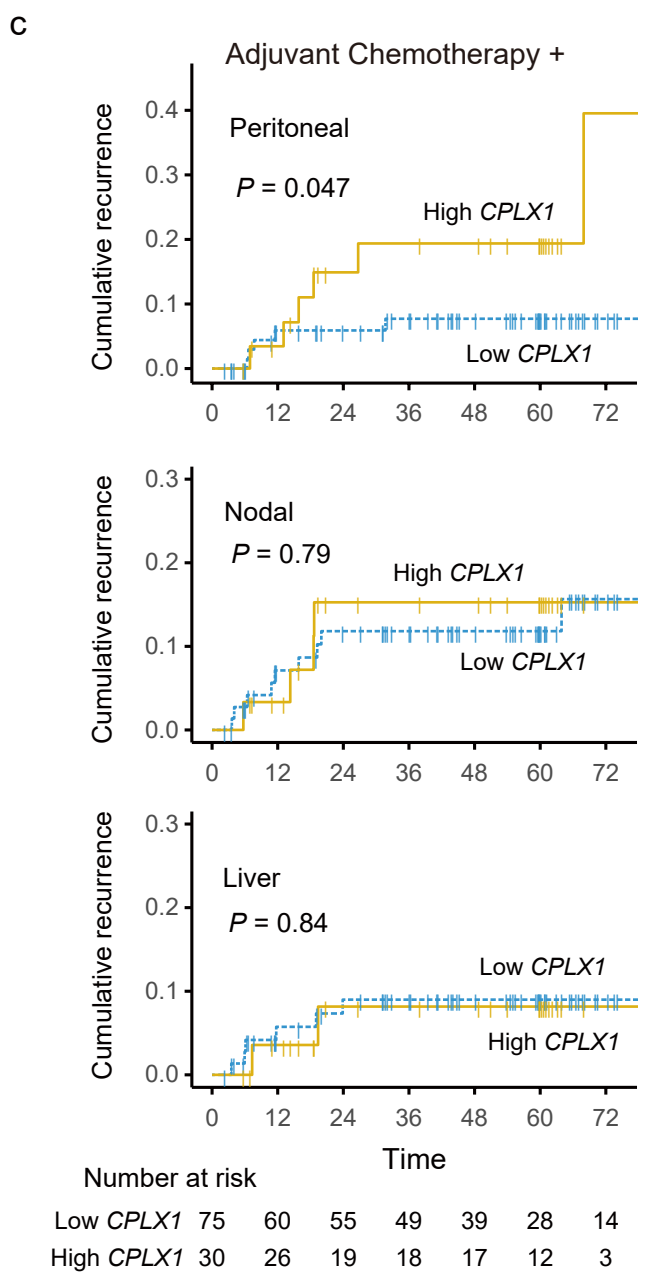 c
Adjuvant Chemotherapy +
Cumulative recurrence
0.4
0.3
0.2
0.1
0.0
Peritoneal
P = 0.047
High CPLX1
Low CPLX1
0 12 24 36 48 60 72
Cumulative recurrence
0.3
0.2
0.1
0.0
Nodal
P = 0.79
High CPLX1
Low CPLX1
0 12 24 36 48 60 72
Cumulative recurrence
0.3
0.2
0.1
0.0
Liver
P = 0.84
Low CPLX1
High CPLX1
0 12 24 36 48 60 72
Time
Number at risk
Low CPLX1 75 60 55 49 39 28 14
High CPLX1 30 26 19 18 17 12 3